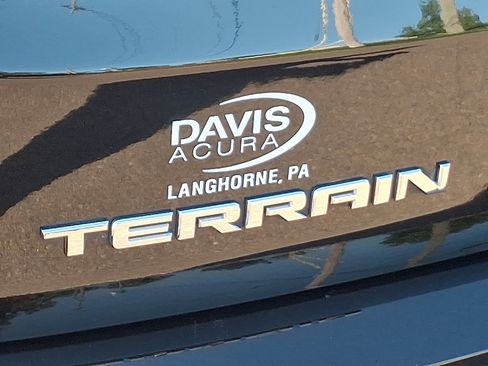 DAVIS
ACURA
LANGHORNE, PA
TERRAIN